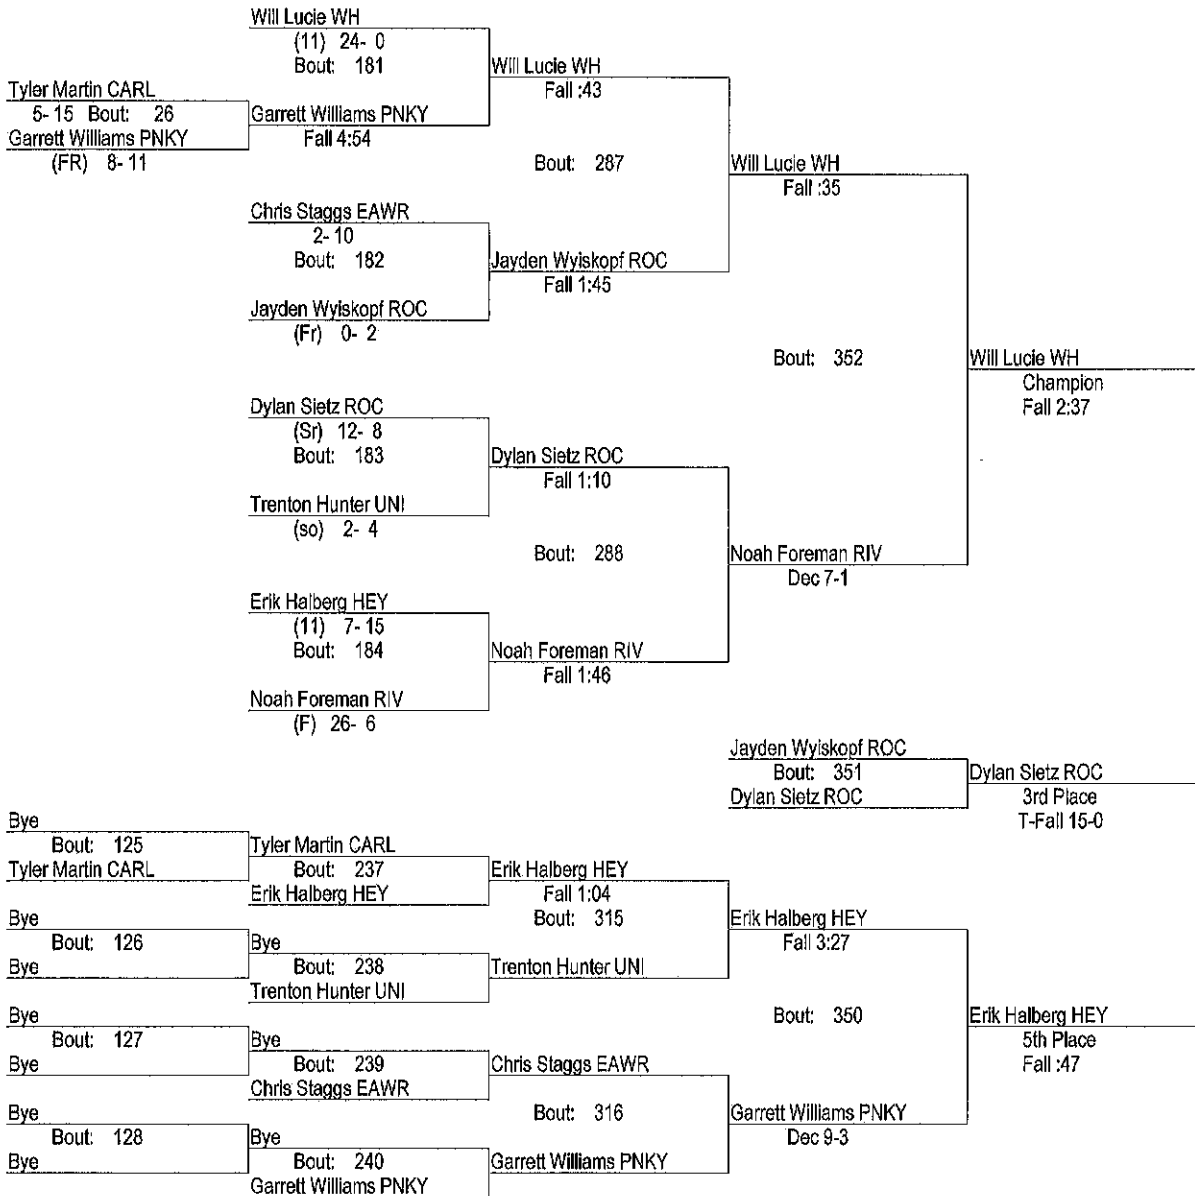 Will Lucie WH
(11) 24- 0
Bout: 181
Will Lucie WH
Fall :43
Tyler Martin CARL
5- 15 Bout: 26
Garrett Williams PNKY
(FR) 8- 11
Garrett Williams PNKY
Fall 4:54
Bout: 287
Will Lucie WH
Fall :35
Chris Staggs EAWR
2- 10
Bout: 182
Jayden Wyiskopf ROC
Fall 1:45
Jayden Wyiskopf ROC
(Fr) 0- 2
Bout: 352
Will Lucie WH
Champion
Fall 2:37
Dylan Sietz ROC
(Sr) 12- 8
Bout: 183
Dylan Sietz ROC
Fall 1:10
Trenton Hunter UNI
(so) 2- 4
Bout: 288
Noah Foreman RIV
Dec 7-1
Erik Halberg HEY
(11) 7- 15
Bout: 184
Noah Foreman RIV
Fall 1:46
Noah Foreman RIV
(F) 26- 6
Jayden Wyiskopf ROC
Bout: 351
Dylan Sietz ROC
Dylan Sietz ROC
3rd Place
T-Fall 15-0
Bye
Bout: 125
Tyler Martin CARL
Tyler Martin CARL
Bout: 237
Erik Halberg HEY
Erik Halberg HEY
Fall 1:04
Bout: 315
Erik Halberg HEY
Fall 3:27
Bye
Bout: 126
Bye
Bye
Bout: 238
Trenton Hunter UNI
Trenton Hunter UNI
Bout: 350
Erik Halberg HEY
5th Place
Fall :47
Bye
Bout: 127
Bye
Bye
Bout: 239
Chris Staggs EAWR
Chris Staggs EAWR
Bout: 316
Garrett Williams PNKY
Dec 9-3
Bye
Bout: 128
Bye
Bye
Bout: 240
Garrett Williams PNKY
Garrett Williams PNKY